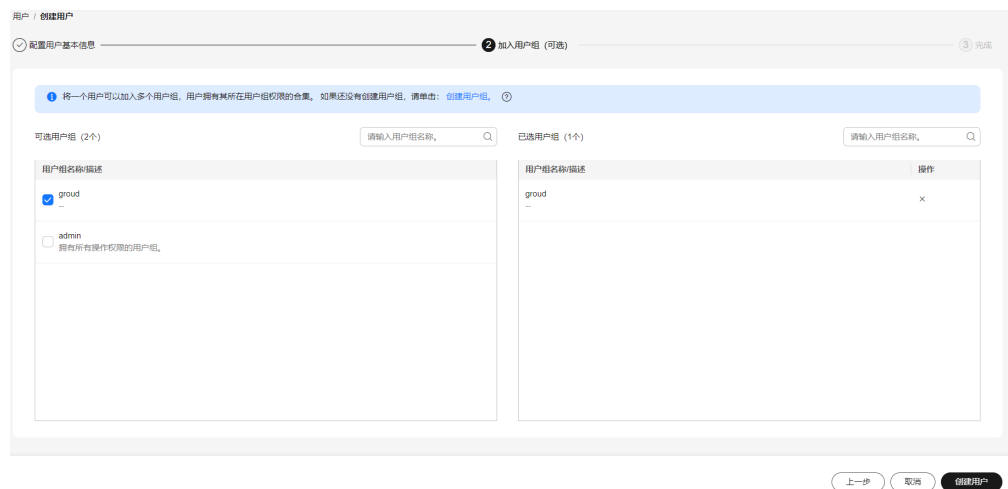 用户 / 创建用户
配置用户基本信息
2 加入用户组（可选）
3 完成
将一个用户可以加入多个用户组，用户拥有其所在用户组权限的合集。 如果还没有创建用户组，请单击： 创建用户组。
可选用户组（2个）
请输入用户组名称。
已选用户组（1个）
请输入用户组名称。
用户组名称/描述
用户组名称/描述
操作
groud
--
groud
--
admin
拥有所有操作权限的用户组。
上一步
取消
创建用户